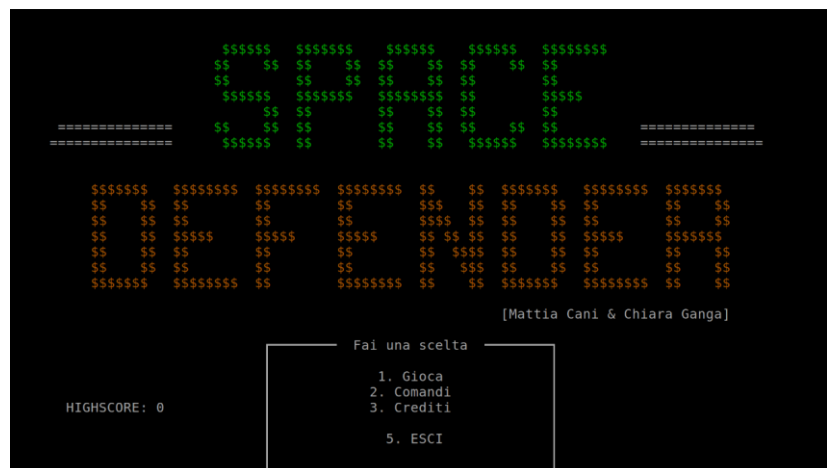 SPACE
DEFENDER
[Mattia Cani & Chiara Ganga]
Fai una scelta
1. Gioca
2. Comandi
3. Crediti
HIGHSCORE: 0
5. ESCI